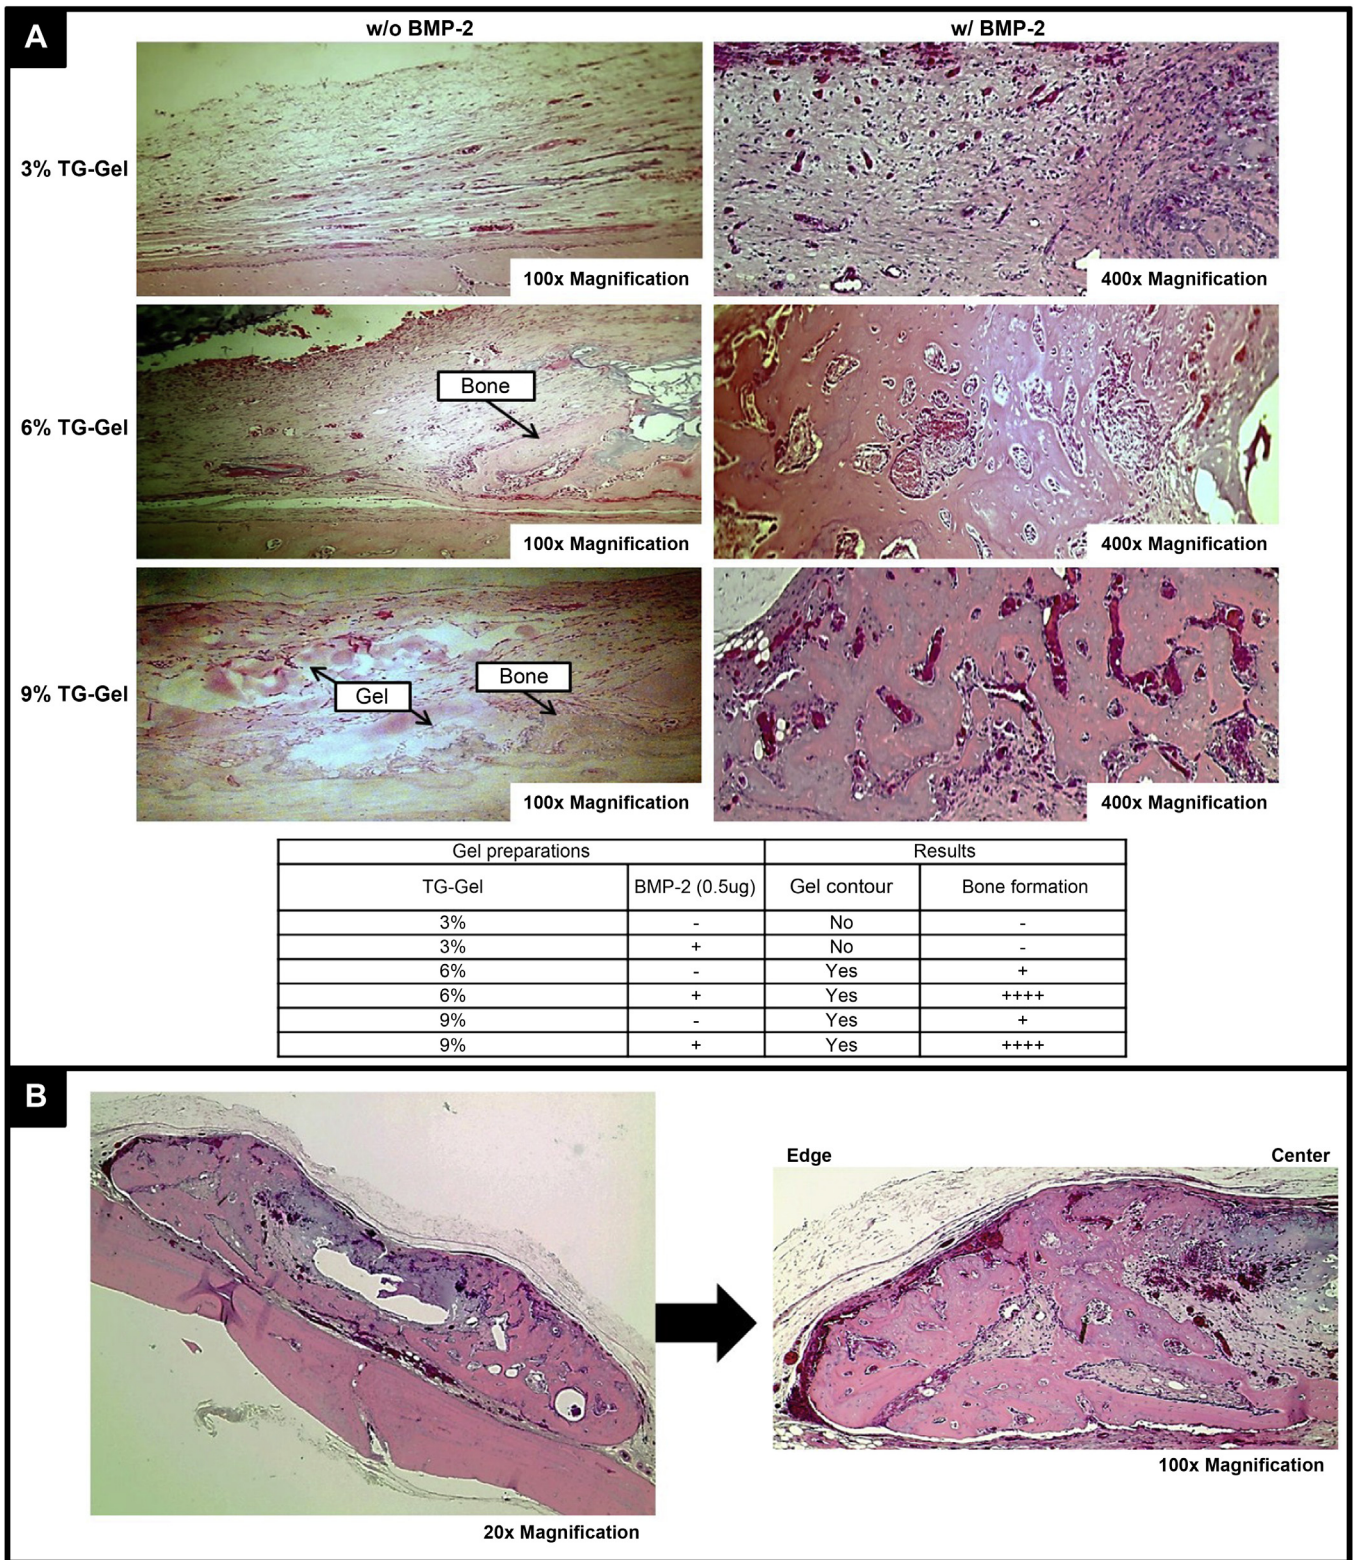 A
w/o BMP-2
w/ BMP-2
3% TG-Gel
100x Magnification
400x Magnification
6% TG-Gel
Bone
100x Magnification
400x Magnification
9% TG-Gel
Gel
Bone
100x Magnification
400x Magnification
Gel preparations Results
TG-Gel BMP-2 (0.5ug) Gel contour Bone formation
3% - No -
3% + No -
6% - Yes +
6% + Yes ++++
9% - Yes +
9% + Yes ++++
B
Edge
Center
20x Magnification
100x Magnification